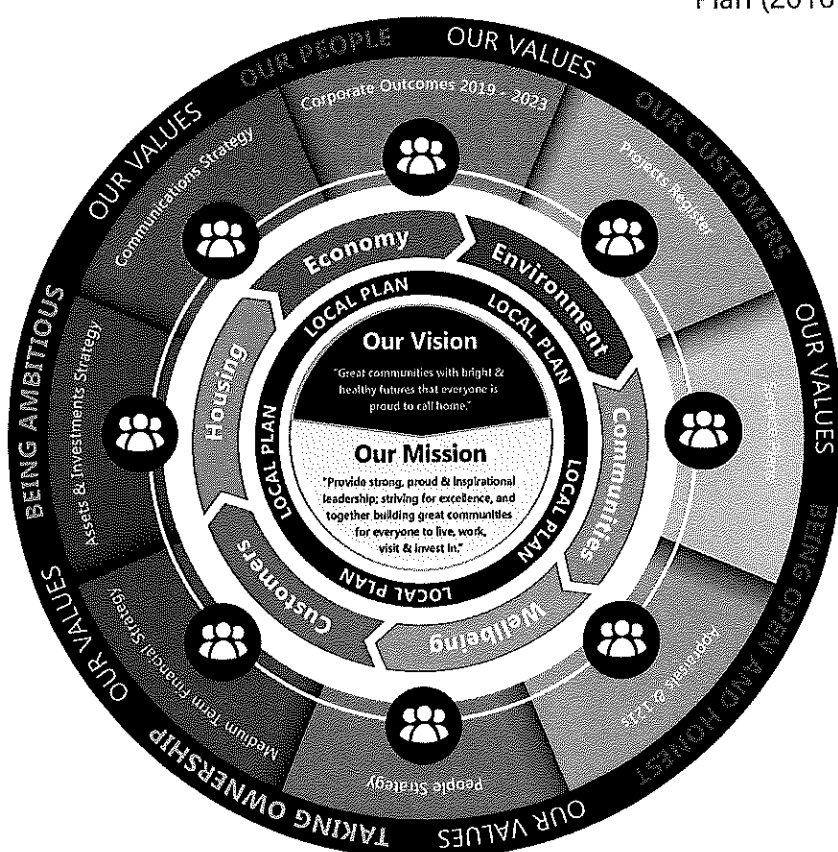 Plan (2016
OUR VALUES
OUR CUSTOMERS
OUR VALUES
BEING OPEN AND HONEST
OUR VALUES
TAKING OWNERSHIP
OUR VALUES
BEING AMBITIOUS
OUR VALUES
OUR PEOPLE
Corporate Outcomes 2019 - 2023
Projects Register
Appraisals & 121s
People Strategy
Medium Term Financial Strategy
Assets & Investments Strategy
Communications Strategy
Economy
Environment
Communities
Wellbeing
Customers
Housing
LOCAL PLAN
LOCAL PLAN
LOCAL PLAN
LOCAL PLAN
LOCAL PLAN
LOCAL PLAN
Our Vision
"Great communities with bright &
healthy futures that everyone is
proud to call home."
Our Mission
"Provide strong, proud & Inspirational
leadership; striving for excellence, and
together building great communities
for everyone to live, work,
visit & invest In."